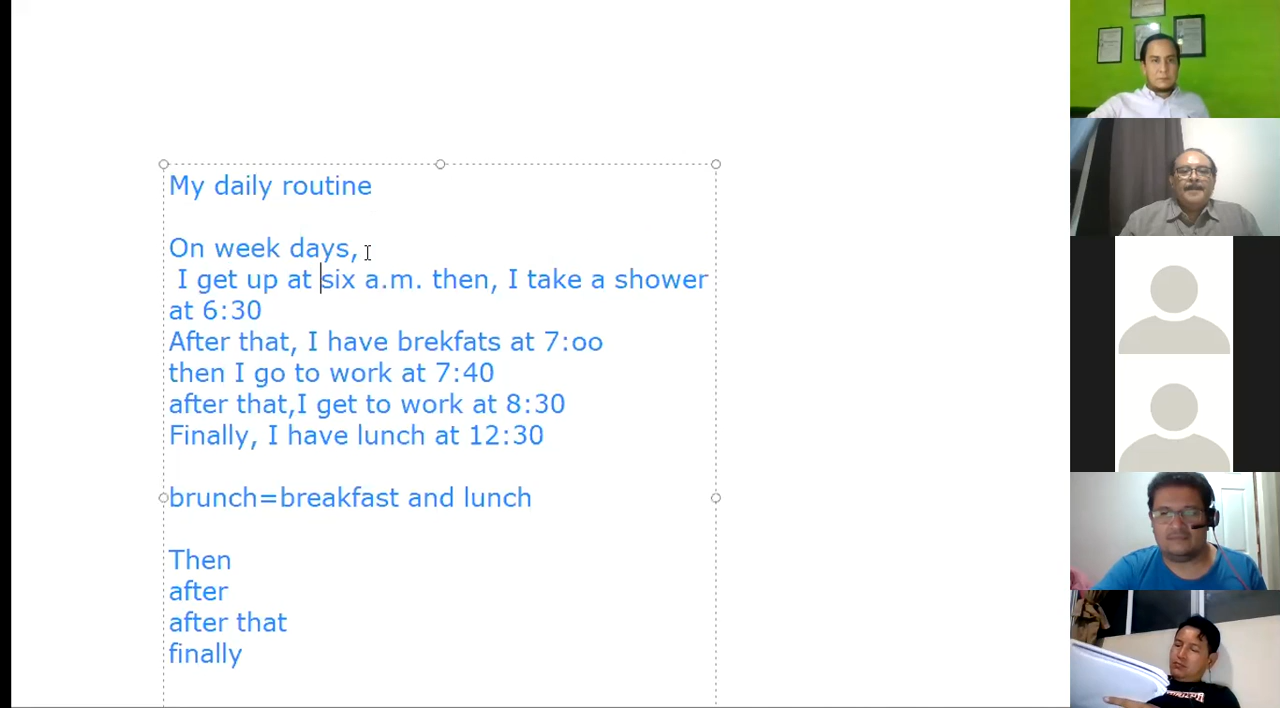 My daily routine
On week days,
I get up at six a.m. then, I take a shower
at 6:30
After that, I have brekfats at 7:oo
then I go to work at 7:40
after that,I get to work at 8:30
Finally, I have lunch at 12:30
brunch=breakfast and lunch
Then
after
after that
finally